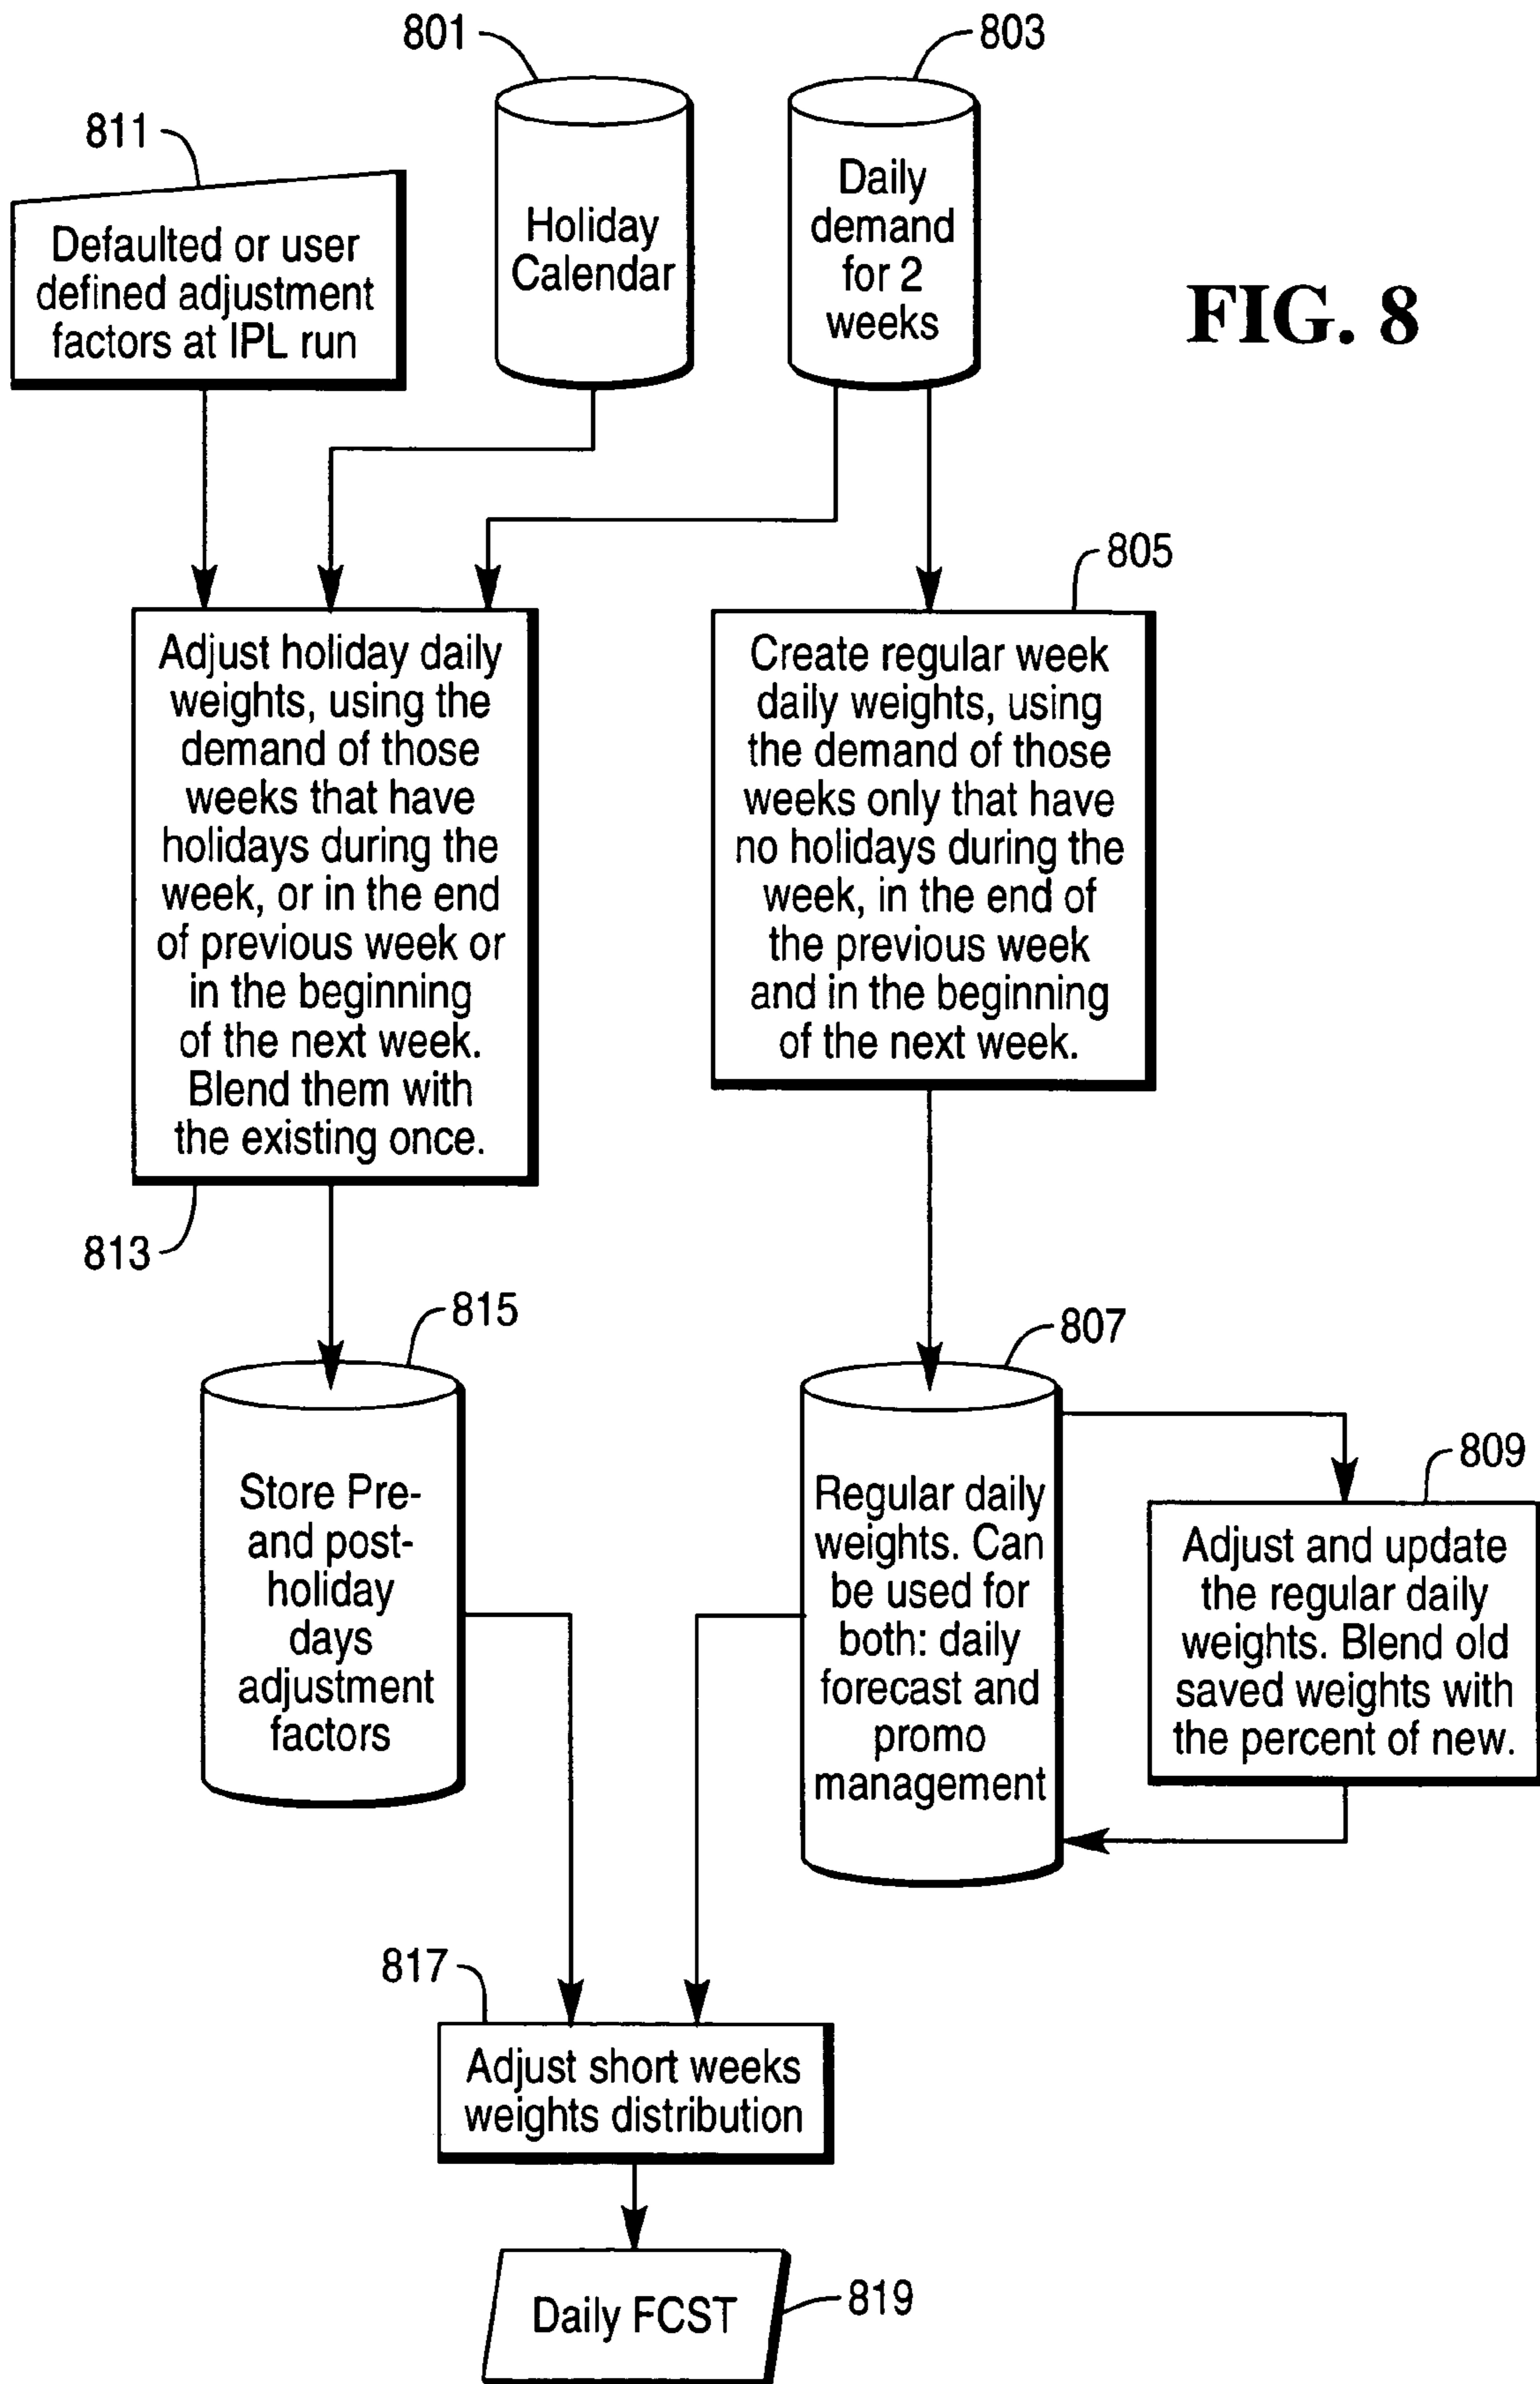 801
803
811
Defaulted or user
defined adjustment
factors at IPL run
Holiday
Calendar
Daily
demand
for 2
weeks
FIG. 8
805
Adjust holiday daily
weights, using the
demand of those
weeks that have
holidays during the
week, or in the end
of previous week or
in the beginning
of the next week.
Blend them with
the existing once.
Create regular week
daily weights, using
the demand of those
weeks only that have
no holidays during the
week, in the end of
the previous week
and in the beginning
of the next week.
813
815
807
Store Pre-
and post-
holiday
days
adjustment
factors
Regular daily
weights. Can
be used for
both: daily
forecast and
promo
management
809
Adjust and update
the regular daily
weights. Blend old
saved weights with
the percent of new.
817
Adjust short weeks
weights distribution
Daily FCST
819